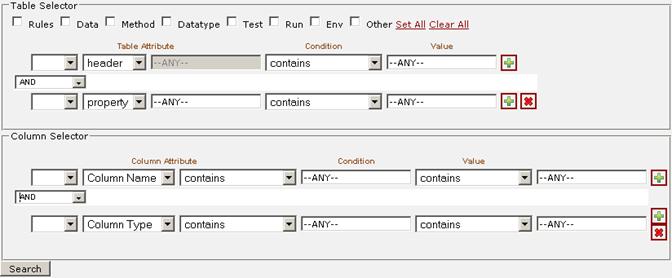 Table Selector
Rules Data Method Datatype Test Run Env Other Set All Clear All
Table Attribute Condition Value
header --ANY-- contains --ANY--
AND
property --ANY-- contains --ANY--
Column Selector
Column Attribute Condition Value
Column Name contains --ANY-- contains --ANY--
AND
Column Type contains --ANY-- contains --ANY--
Search